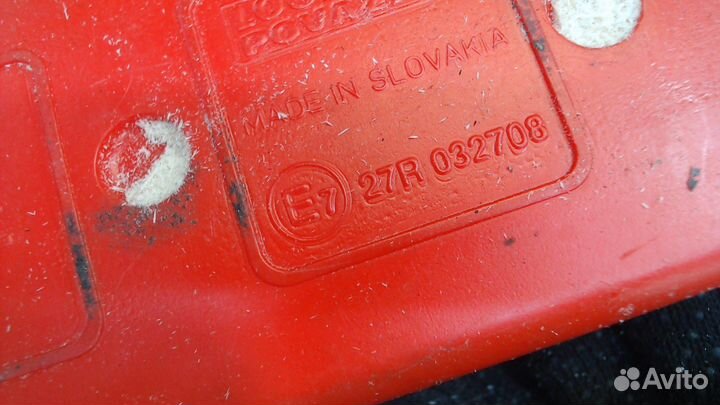 MADE IN SLOVAKIA
E7 27R 032708
Avito